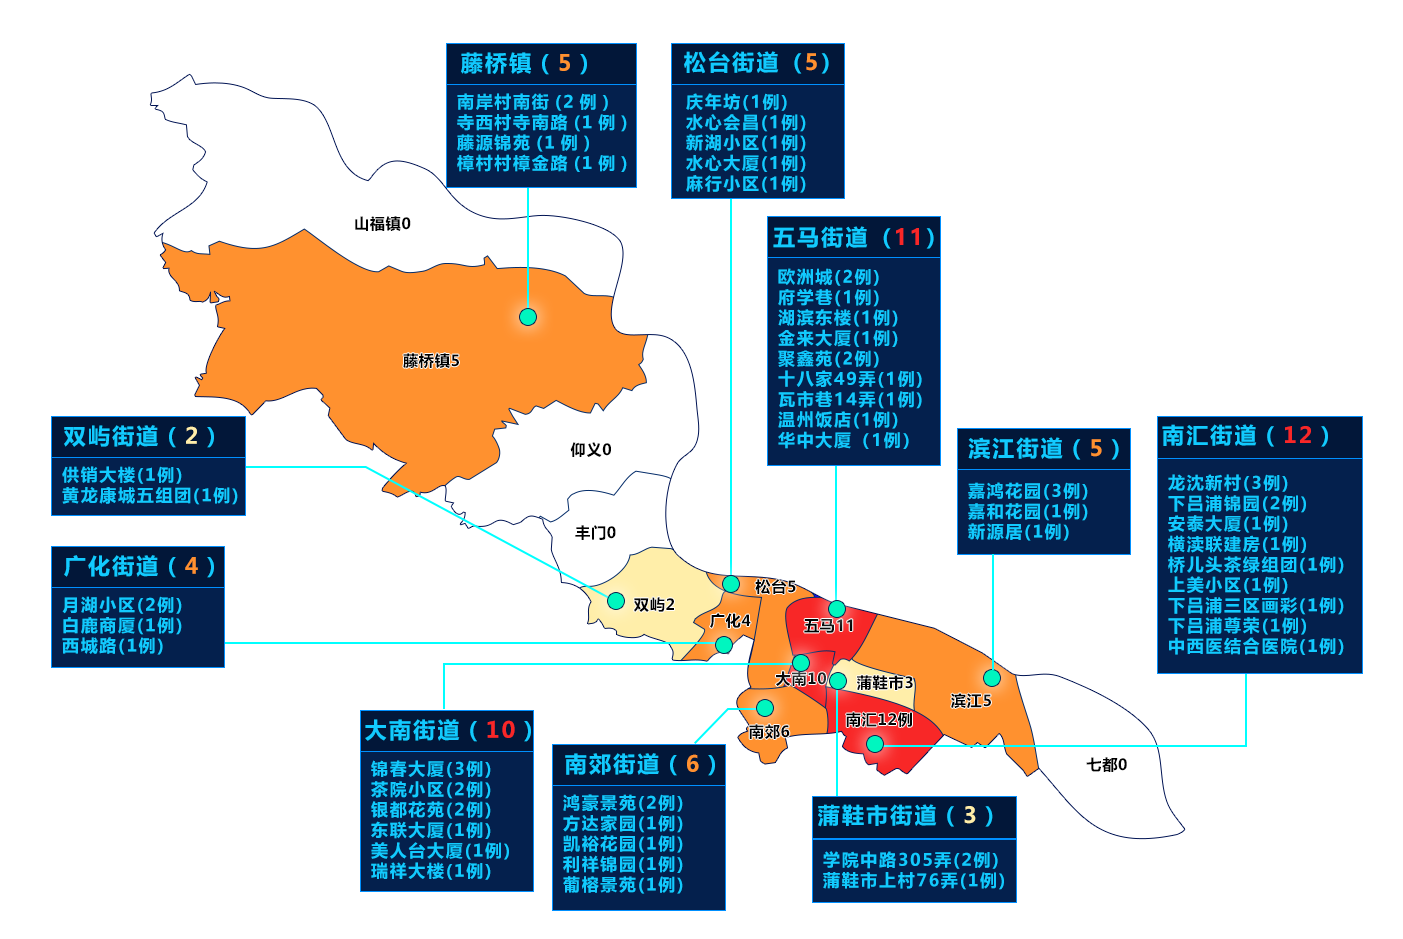 藤桥镇（5）
南岸村南街 (2 例 )
寺西村寺南路 (1 例 )
藤源锦苑 (1 例 )
樟村村樟金路 (1 例 )
松台街道（5）
庆年坊(1例)
水心会昌(1例)
新湖小区(1例)
水心大厦(1例)
麻行小区(1例)
五马街道（11）
欧洲城(2例)
府学巷(1例)
湖滨东楼(1例)
金来大厦(1例)
聚鑫苑(2例)
十八家49弄(1例)
瓦市巷14弄(1例)
温州饭店(1例)
华中大厦（1例)
双屿街道（2）
供销大楼(1例)
黄龙康城五组团(1例)
滨江街道（5）
嘉鸿花园(3例)
嘉和花园(1例)
新源居(1例)
南汇街道（12）
龙沈新村(3例)
下吕浦锦园(2例)
安泰大厦(1例)
横渎联建房(1例)
桥儿头茶绿组团(1例)
上美小区(1例)
下吕浦三区画彩(1例)
下吕浦尊荣(1例)
中西医结合医院(1例)
广化街道（4）
月湖小区(2例)
白鹿商厦(1例)
西城路(1例)
大南街道（10）
锦春大厦(3例)
茶院小区(2例)
银都花苑(2例)
东联大厦(1例)
美人台大厦(1例)
瑞祥大楼(1例)
南郊街道（6）
鸿豪景苑(2例)
方达家园(1例)
凯裕花园(1例)
利祥锦园(1例)
葡榕景苑(1例)
蒲鞋市街道（3）
学院中路305弄(2例)
蒲鞋市上村76弄(1例)
山福镇0
藤桥镇5
仰义0
丰门0
双屿2
松台5
广化4
五马11
大南10
蒲鞋市3
滨江5
南汇12例
南郊6
七都0